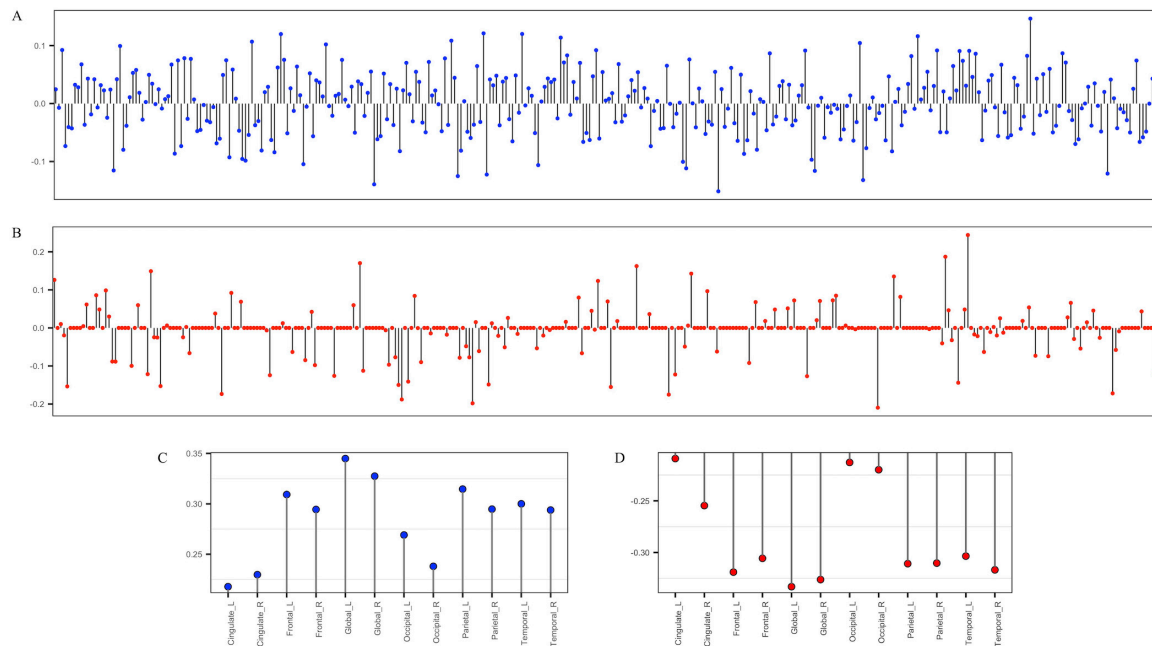 A
0.1
0.0
-0.1
B
0.2
0.1
0.0
-0.1
-0.2
C
0.35
0.30
0.25
Cingulate_L
Cingulate_R
Frontal_L
Frontal_R
Global_L
Global_R
Occipital_L
Occipital_R
Parietal_L
Parietal_R
Temporal_L
Temporal_R
D
-0.25
-0.30
Cingulate_L
Cingulate_R
Frontal_L
Frontal_R
Global_L
Global_R
Occipital_L
Occipital_R
Parietal_L
Parietal_R
Temporal_L
Temporal_R